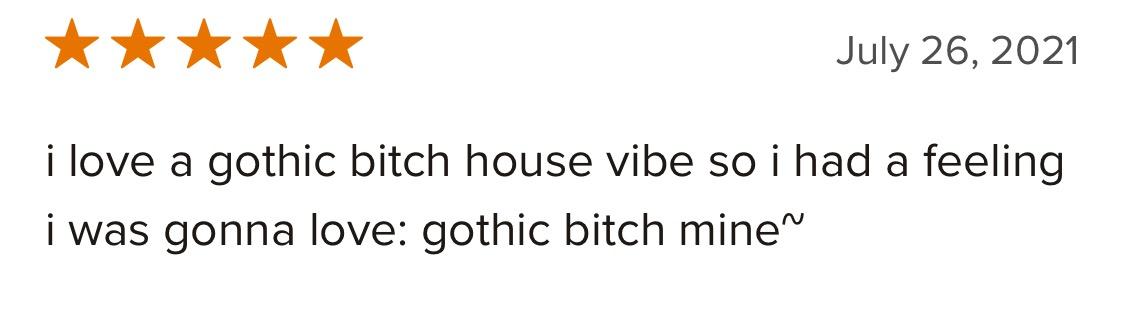 July 26, 2021
i love a gothic bitch house vibe so i had a feeling
i was gonna love: gothic bitch mine~